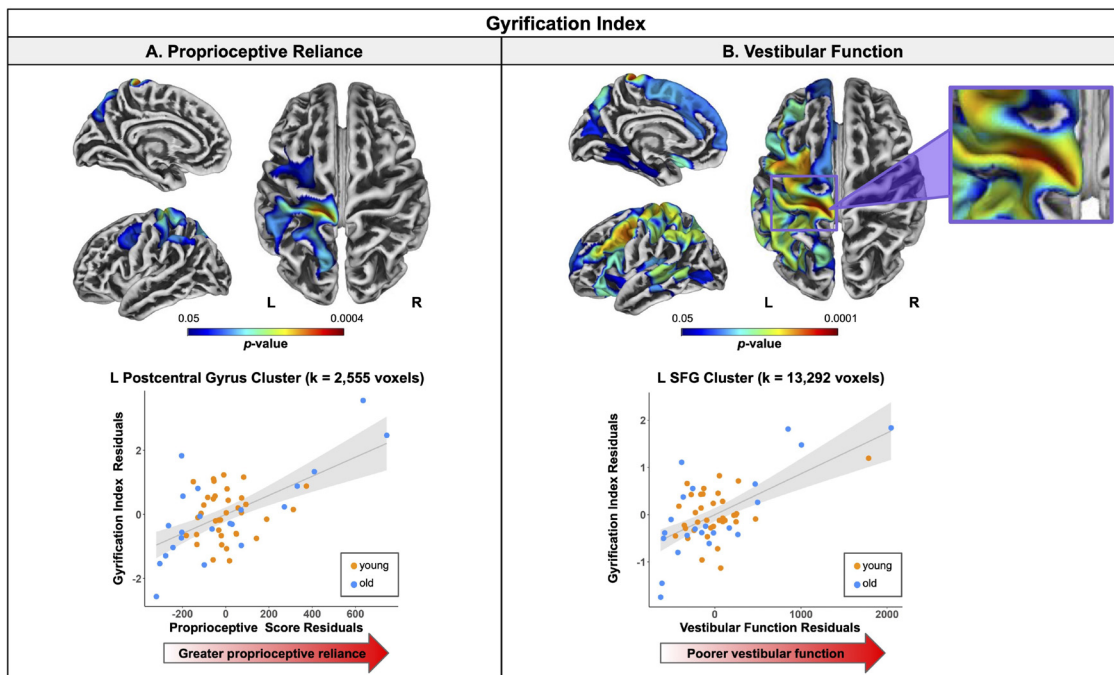 Gyrification Index
A. Proprioceptive Reliance
B. Vestibular Function
L
R
0.05
0.0004
p-value
L
R
0.05
0.0001
p-value
L Postcentral Gyrus Cluster (k = 2,555 voxels)
Gyrification Index Residuals
2
0
-2
young
old
-200
0
200
400
600
Proprioceptive Score Residuals
Greater proprioceptive reliance
L SFG Cluster (k = 13,292 voxels)
Gyrification Index Residuals
2
1
0
-1
young
old
0
1000
2000
Vestibular Function Residuals
Poorer vestibular function